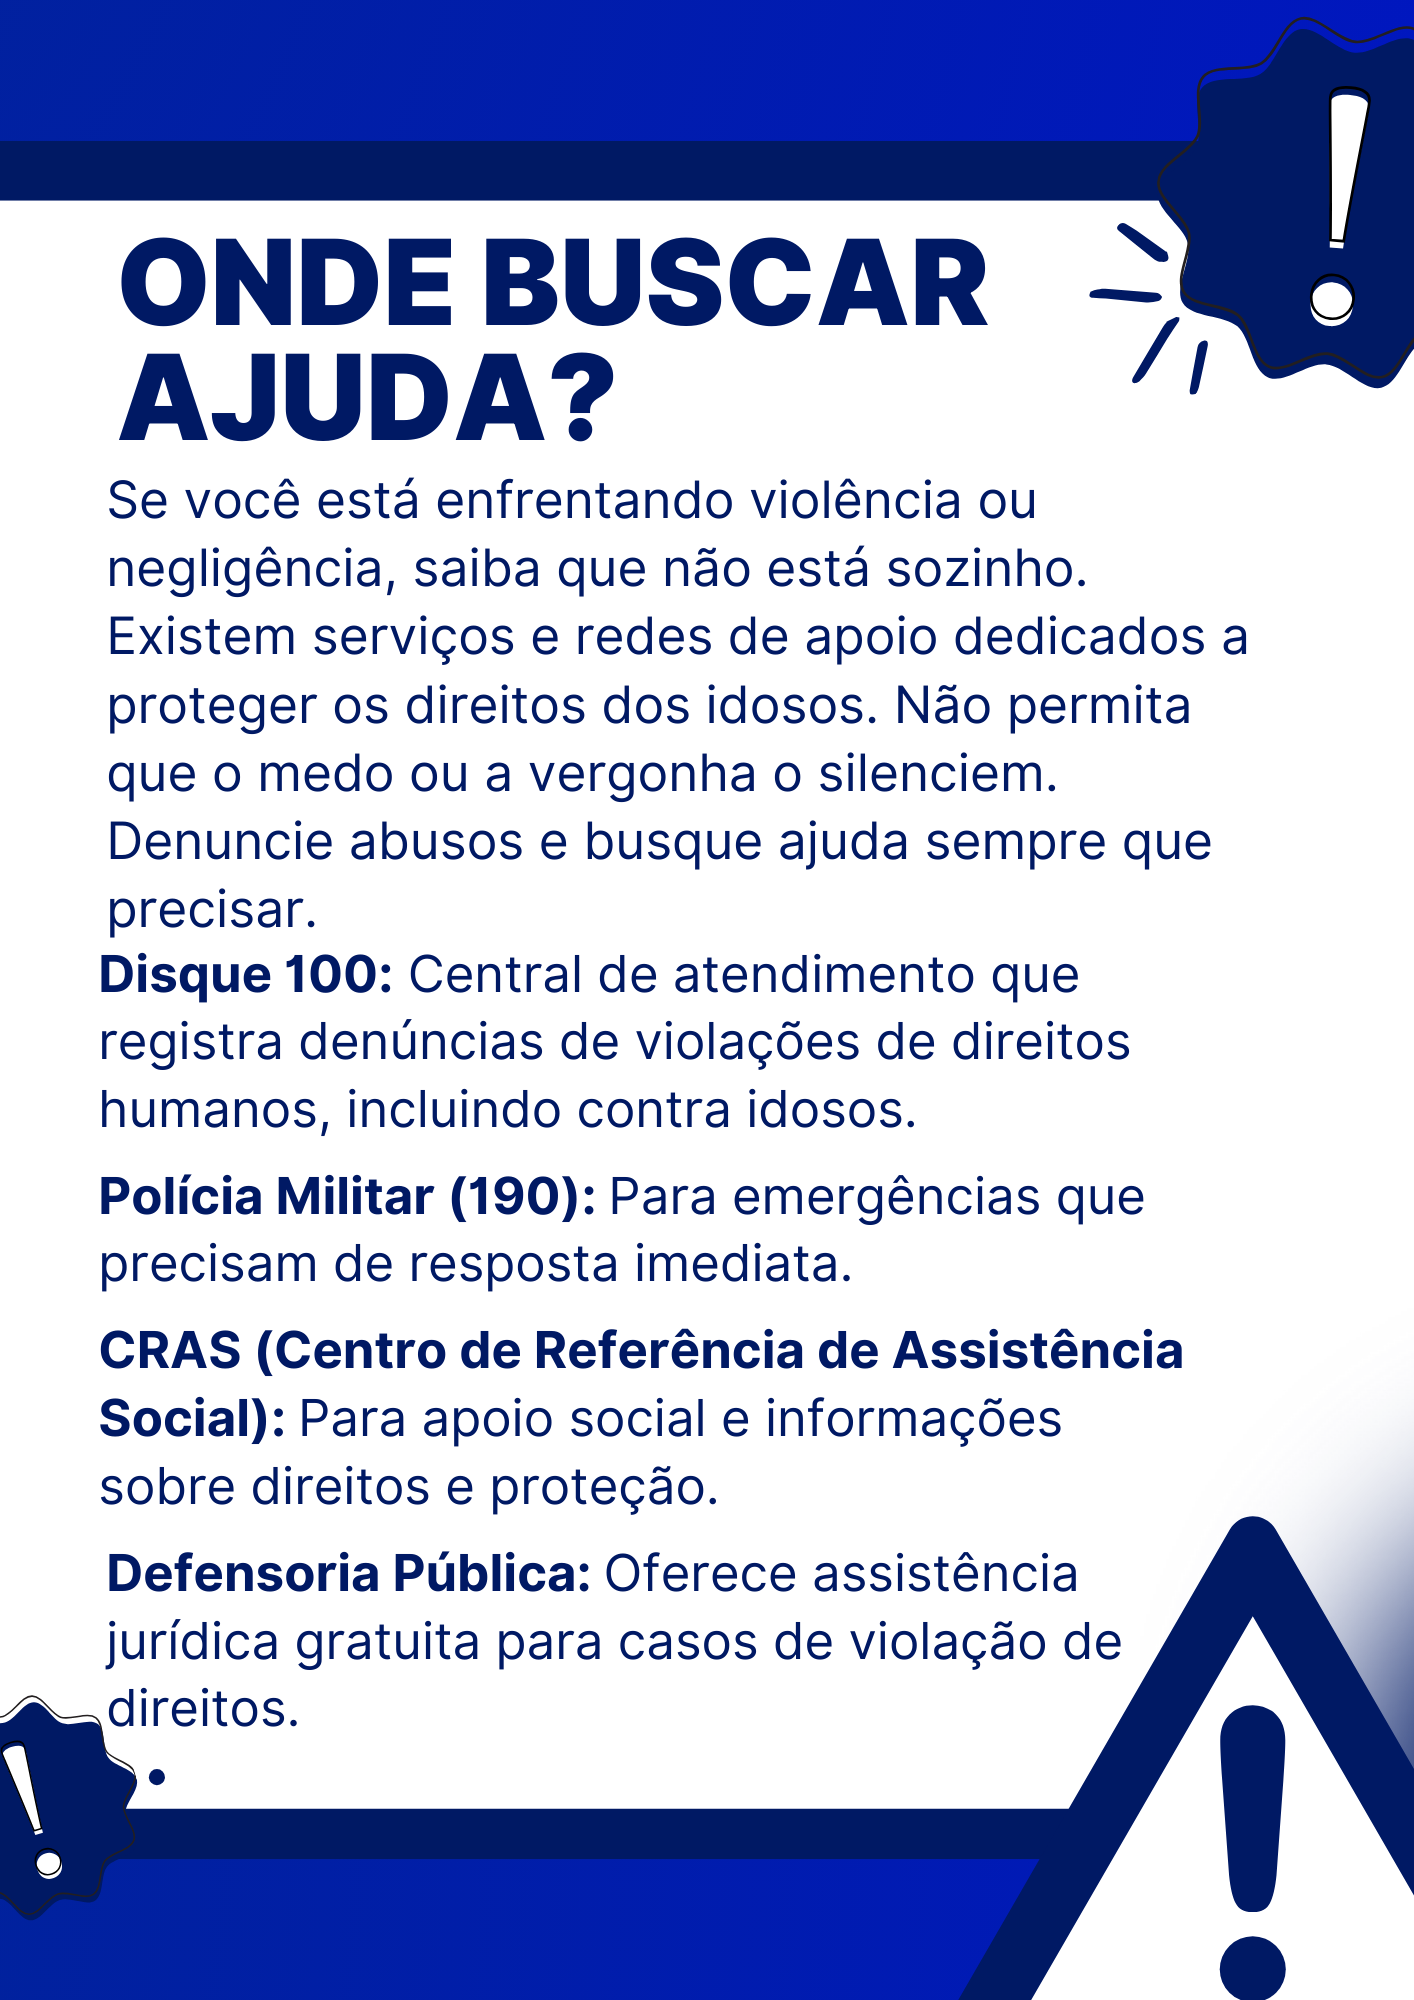 ONDE BUSCAR
AJUDA?
Se você está enfrentando violência ou
negligência, saiba que não está sozinho.
Existem serviços e redes de apoio dedicados a
proteger os direitos dos idosos. Não permita
que o medo ou a vergonha o silenciem.
Denuncie abusos e busque ajuda sempre que
precisar.
Disque 100: Central de atendimento que
registra denúncias de violações de direitos
humanos, incluindo contra idosos.
Polícia Militar (190): Para emergências que
precisam de resposta imediata.
CRAS (Centro de Referência de Assistência
Social): Para apoio social e informações
sobre direitos e proteção.
Defensoria Pública: Oferece assistência
jurídica gratuita para casos de violação de
direitos.
•